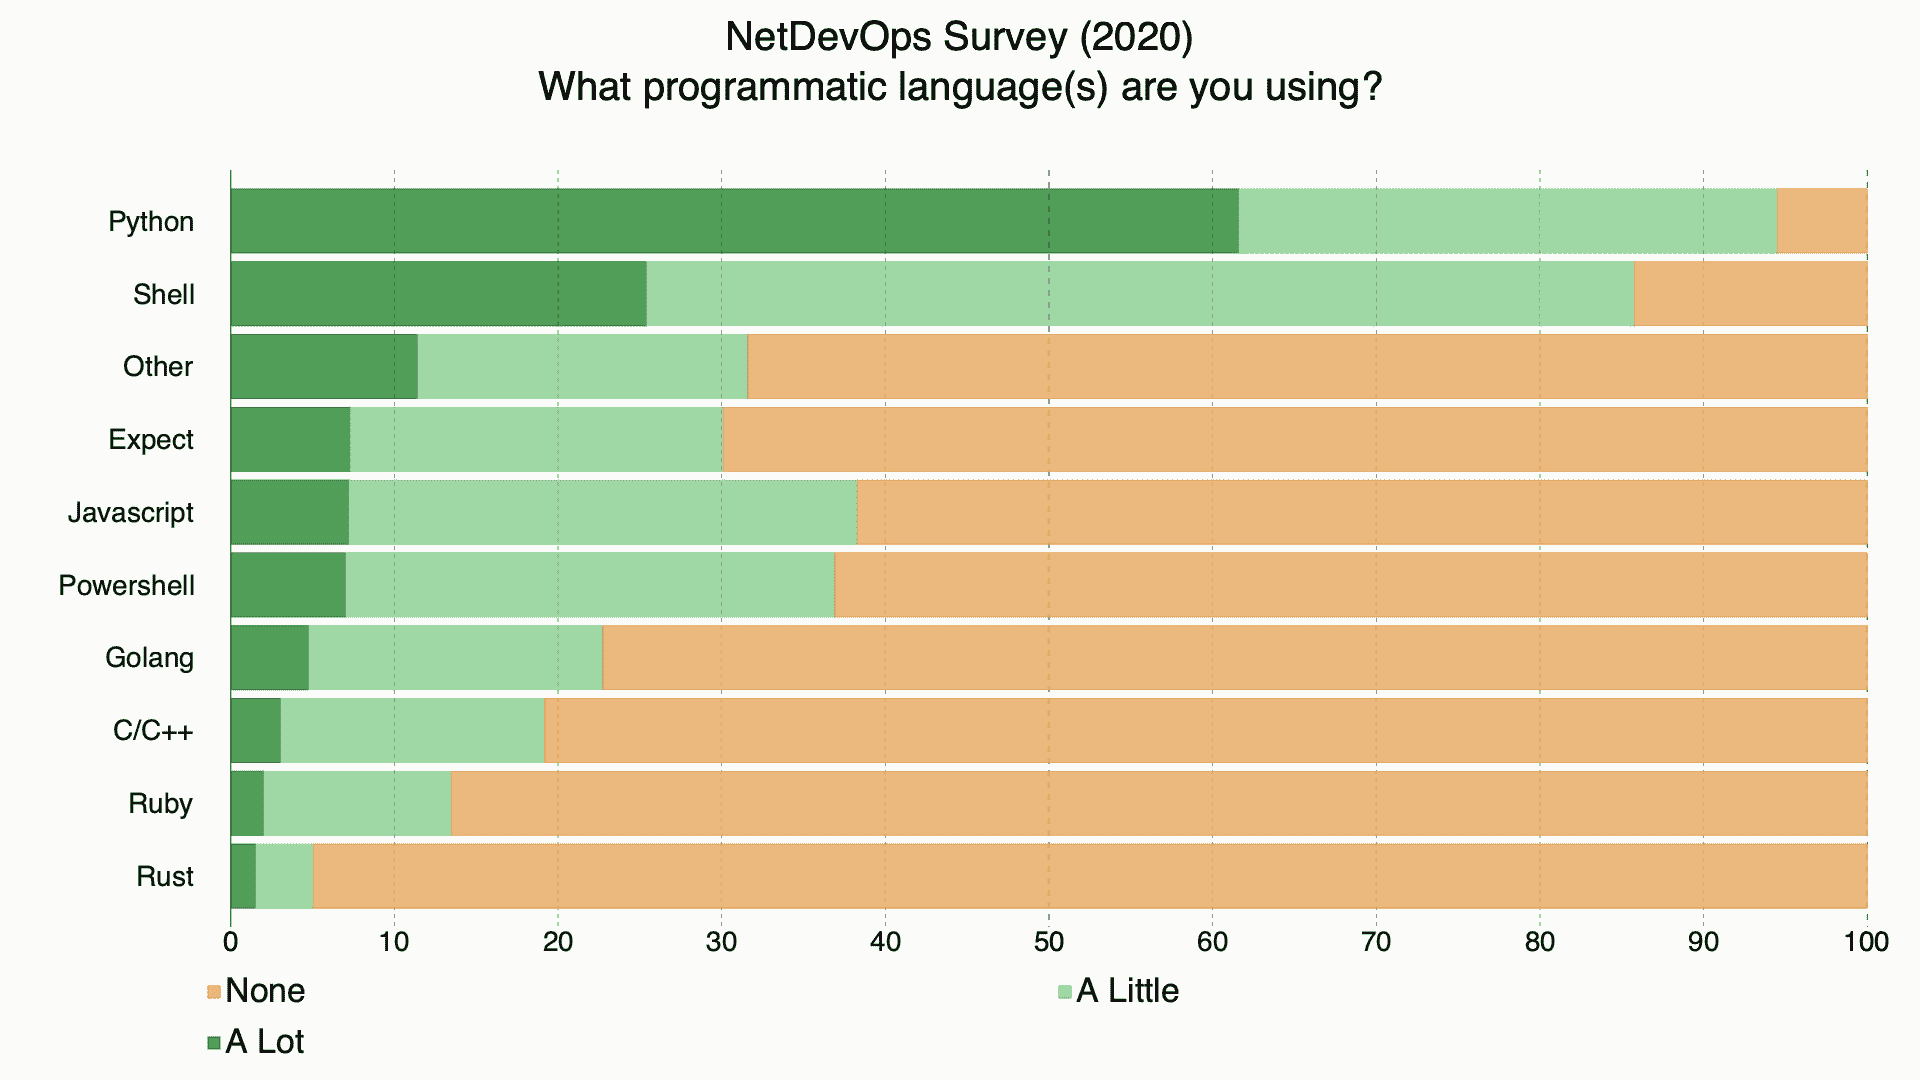 NetDevOps Survey (2020)
What programmatic language(s) are you using?
Python
Shell
Other
Expect
Javascript
Powershell
Golang
C/C++
Ruby
Rust
0 10 20 30 40 50 60 70 80 90 100
None A Little
A Lot